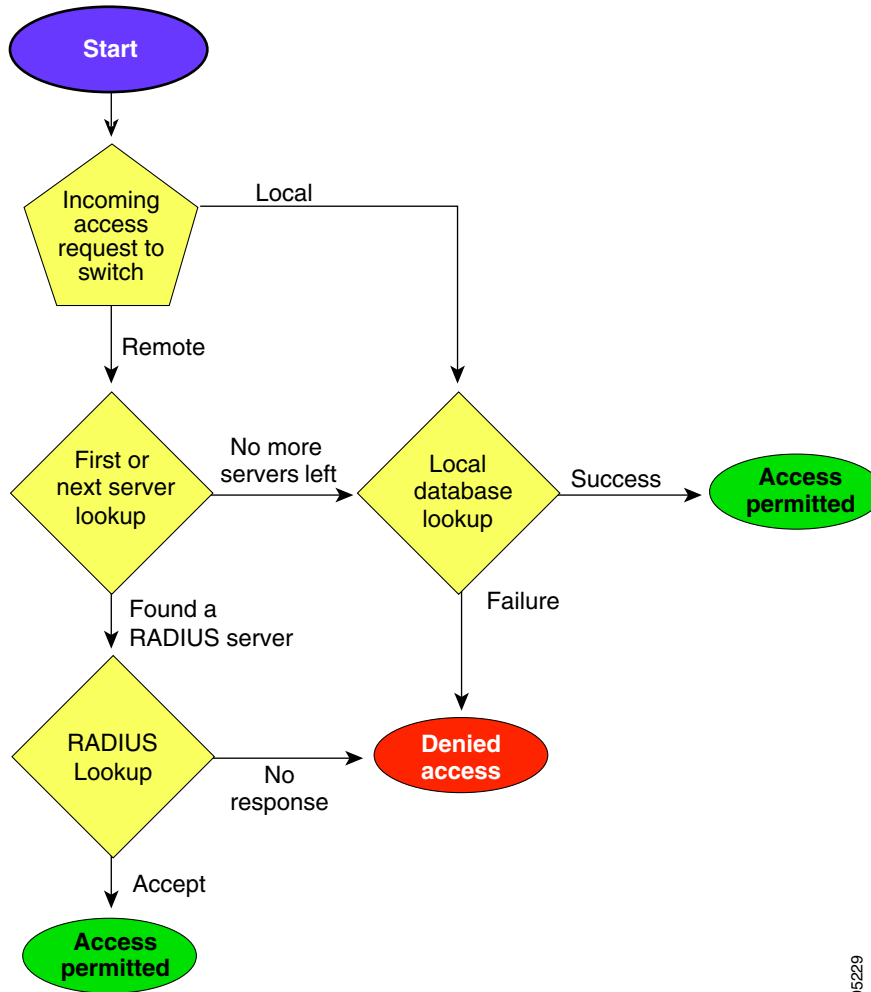 Start
Incoming
access
request to
switch
Local
Remote
First or
next server
lookup
No more
servers left
Local
database
lookup
Success
Access
permitted
Found a
RADIUS server
Failure
RADIUS
Lookup
No
response
Denied
access
Accept
Access
permitted